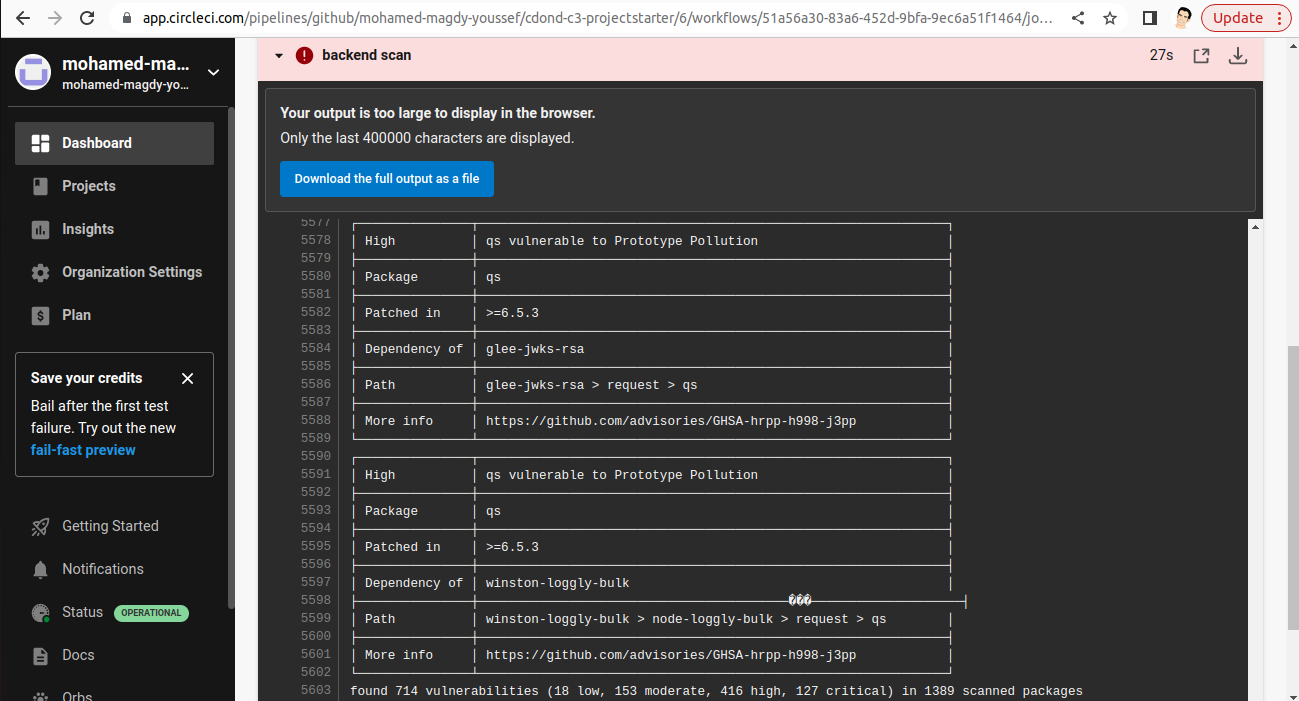 app.circleci.com/pipelines/github/mohamed-magdy-youssef/cdond-c3-projectstarter/6/workflows/51a56a30-83a6-452d-9bfa-9ec6a51f1464/jo...
Update
mohamed-ma...
mohamed-magdy-yo...
Dashboard
Projects
Insights
Organization Settings
Plan
Save your credits
Bail after the first test
failure. Try out the new
fail-fast preview
Getting Started
Notifications
Status OPERATIONAL
Docs
Orbs
backend scan 27s
Your output is too large to display in the browser.
Only the last 400000 characters are displayed.
Download the full output as a file
5577
5578 High qs vulnerable to Prototype Pollution
5579
5580 Package qs
5581
5582 Patched in >=6.5.3
5583
5584 Dependency of glee-jwks-rsa
5585
5586 Path glee-jwks-rsa > request > qs
5587
5588 More info https://github.com/advisories/GHSA-hrpp-h998-j3pp
5589
5590
5591 High qs vulnerable to Prototype Pollution
5592
5593 Package qs
5594
5595 Patched in >=6.5.3
5596
5597 Dependency of winston-loggly-bulk
5598 ���
5599 Path winston-loggly-bulk > node-loggly-bulk > request > qs
5600
5601 More info https://github.com/advisories/GHSA-hrpp-h998-j3pp
5602
5603 found 714 vulnerabilities (18 low, 153 moderate, 416 high, 127 critical) in 1389 scanned packages